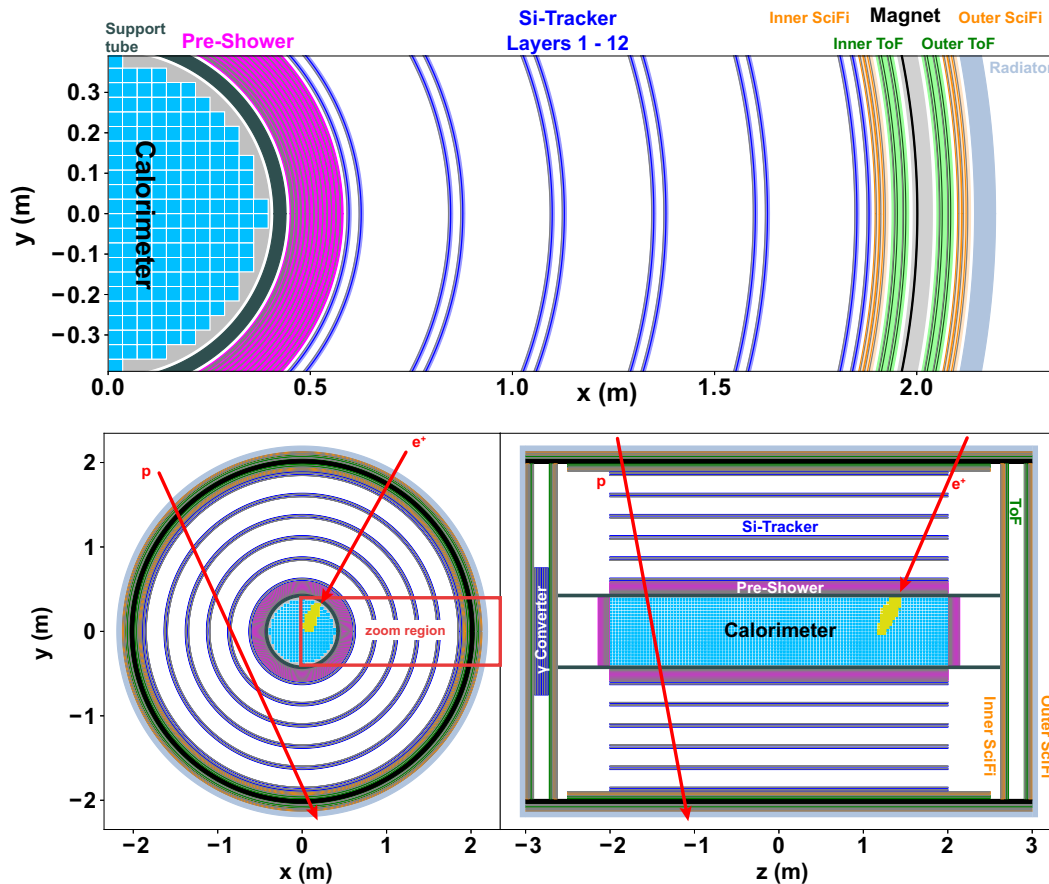 Support
tube
Pre-Shower
Si-Tracker
Layers 1 - 12
Inner SciFi
Magnet
Outer SciFi
Inner ToF
Outer ToF
Radiator
0.3
0.2
0.1
0.0
−0.1
−0.2
−0.3
y (m)
Calorimeter
0.0
0.5
1.0
1.5
2.0
x (m)
2
1
0
−1
−2
y (m)
p
e⁺
zoom region
−2
−1
0
1
2
x (m)
p
e⁺
Si-Tracker
ToF
Pre-Shower
Calorimeter
γ Converter
Inner SciFi
Outer SciFi
−3
−2
−1
0
1
2
3
z (m)